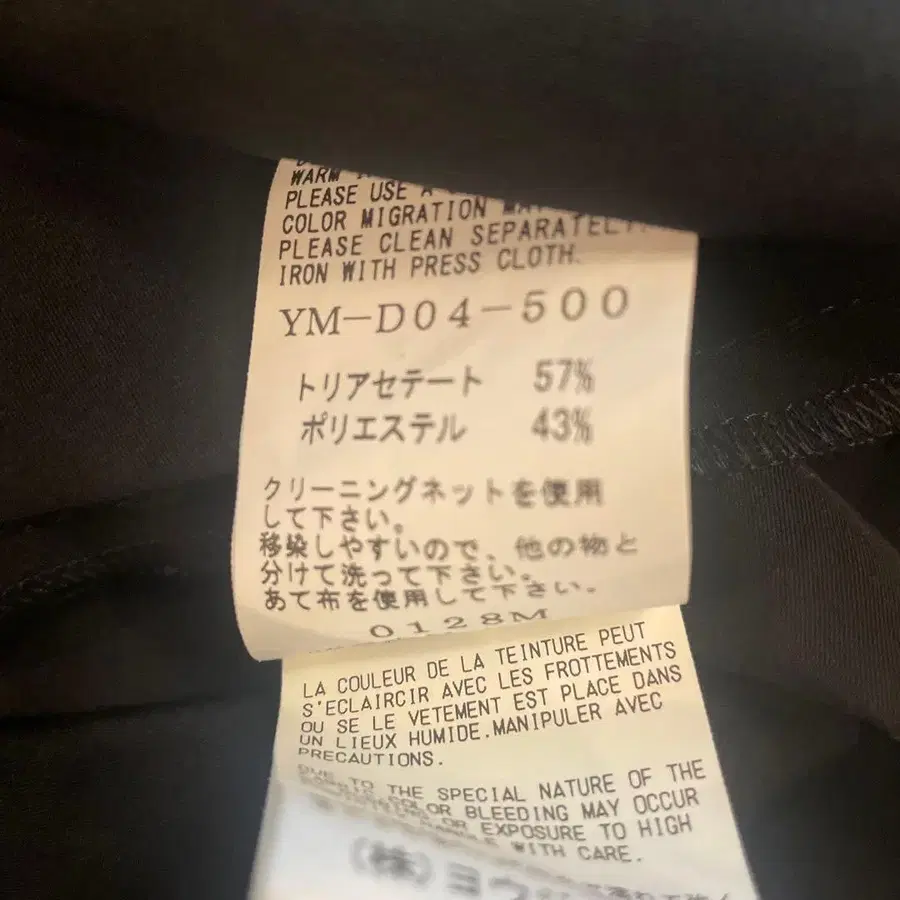 WARM
PLEASE USE A
COLOR MIGRATION MAY
PLEASE CLEAN SEPARATELY.
IRON WITH PRESS CLOTH.
YM-D04-500
トリアセテート 57%
ポリエステル 43%
クリーニングネットを使用
して下さい。
移染しやすいので、他の物と
分けて洗って下さい。
あて布を使用して下さい。
0128M
LA COULEUR DE LA TEINTURE PEUT
S'ECLAIRCIR AVEC LES FROTTEMENTS
OU SE LE VETEMENT EST PLACE DANS
UN LIEUX HUMIDE.MANIPULER AVEC
PRECAUTIONS.
DUE TO THE SPECIAL NATURE OF THE
COLOR BLEEDING MAY OCCUR
OR EXPOSURE TO HIGH
WITH CARE.
(株)ヨウ